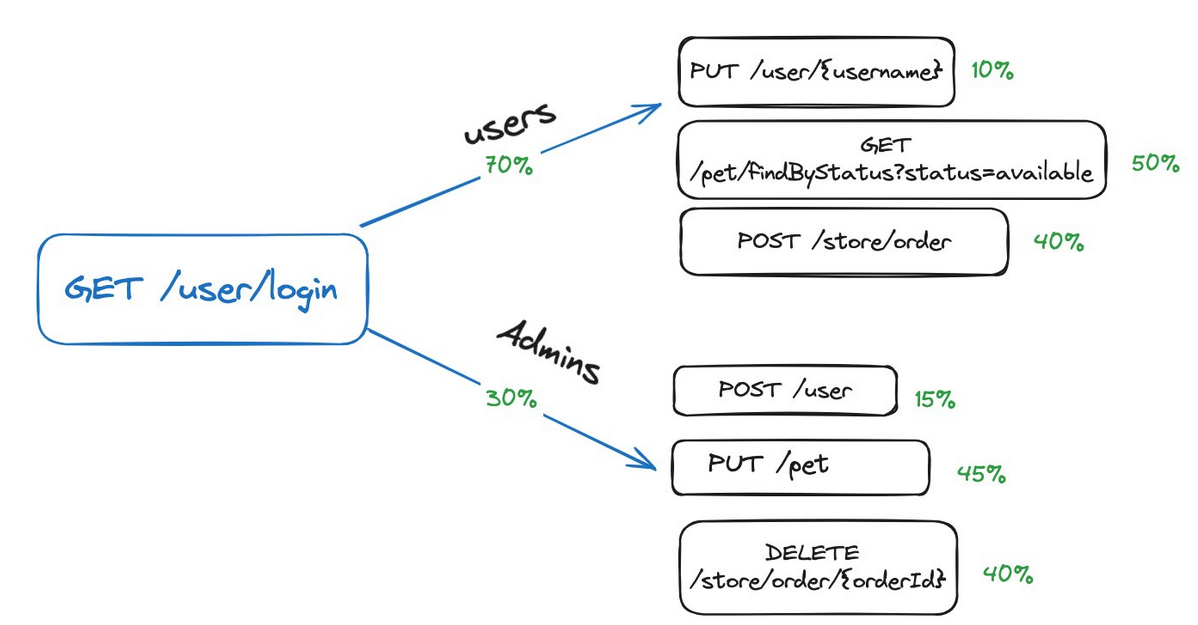 GET /user/login
users
70%
PUT /user/{username}
10%
GET
/pet/findByStatus?status=available
50%
POST /store/order
40%
Admins
30%
POST /user
15%
PUT /pet
45%
DELETE
/store/order/{orderId}
40%